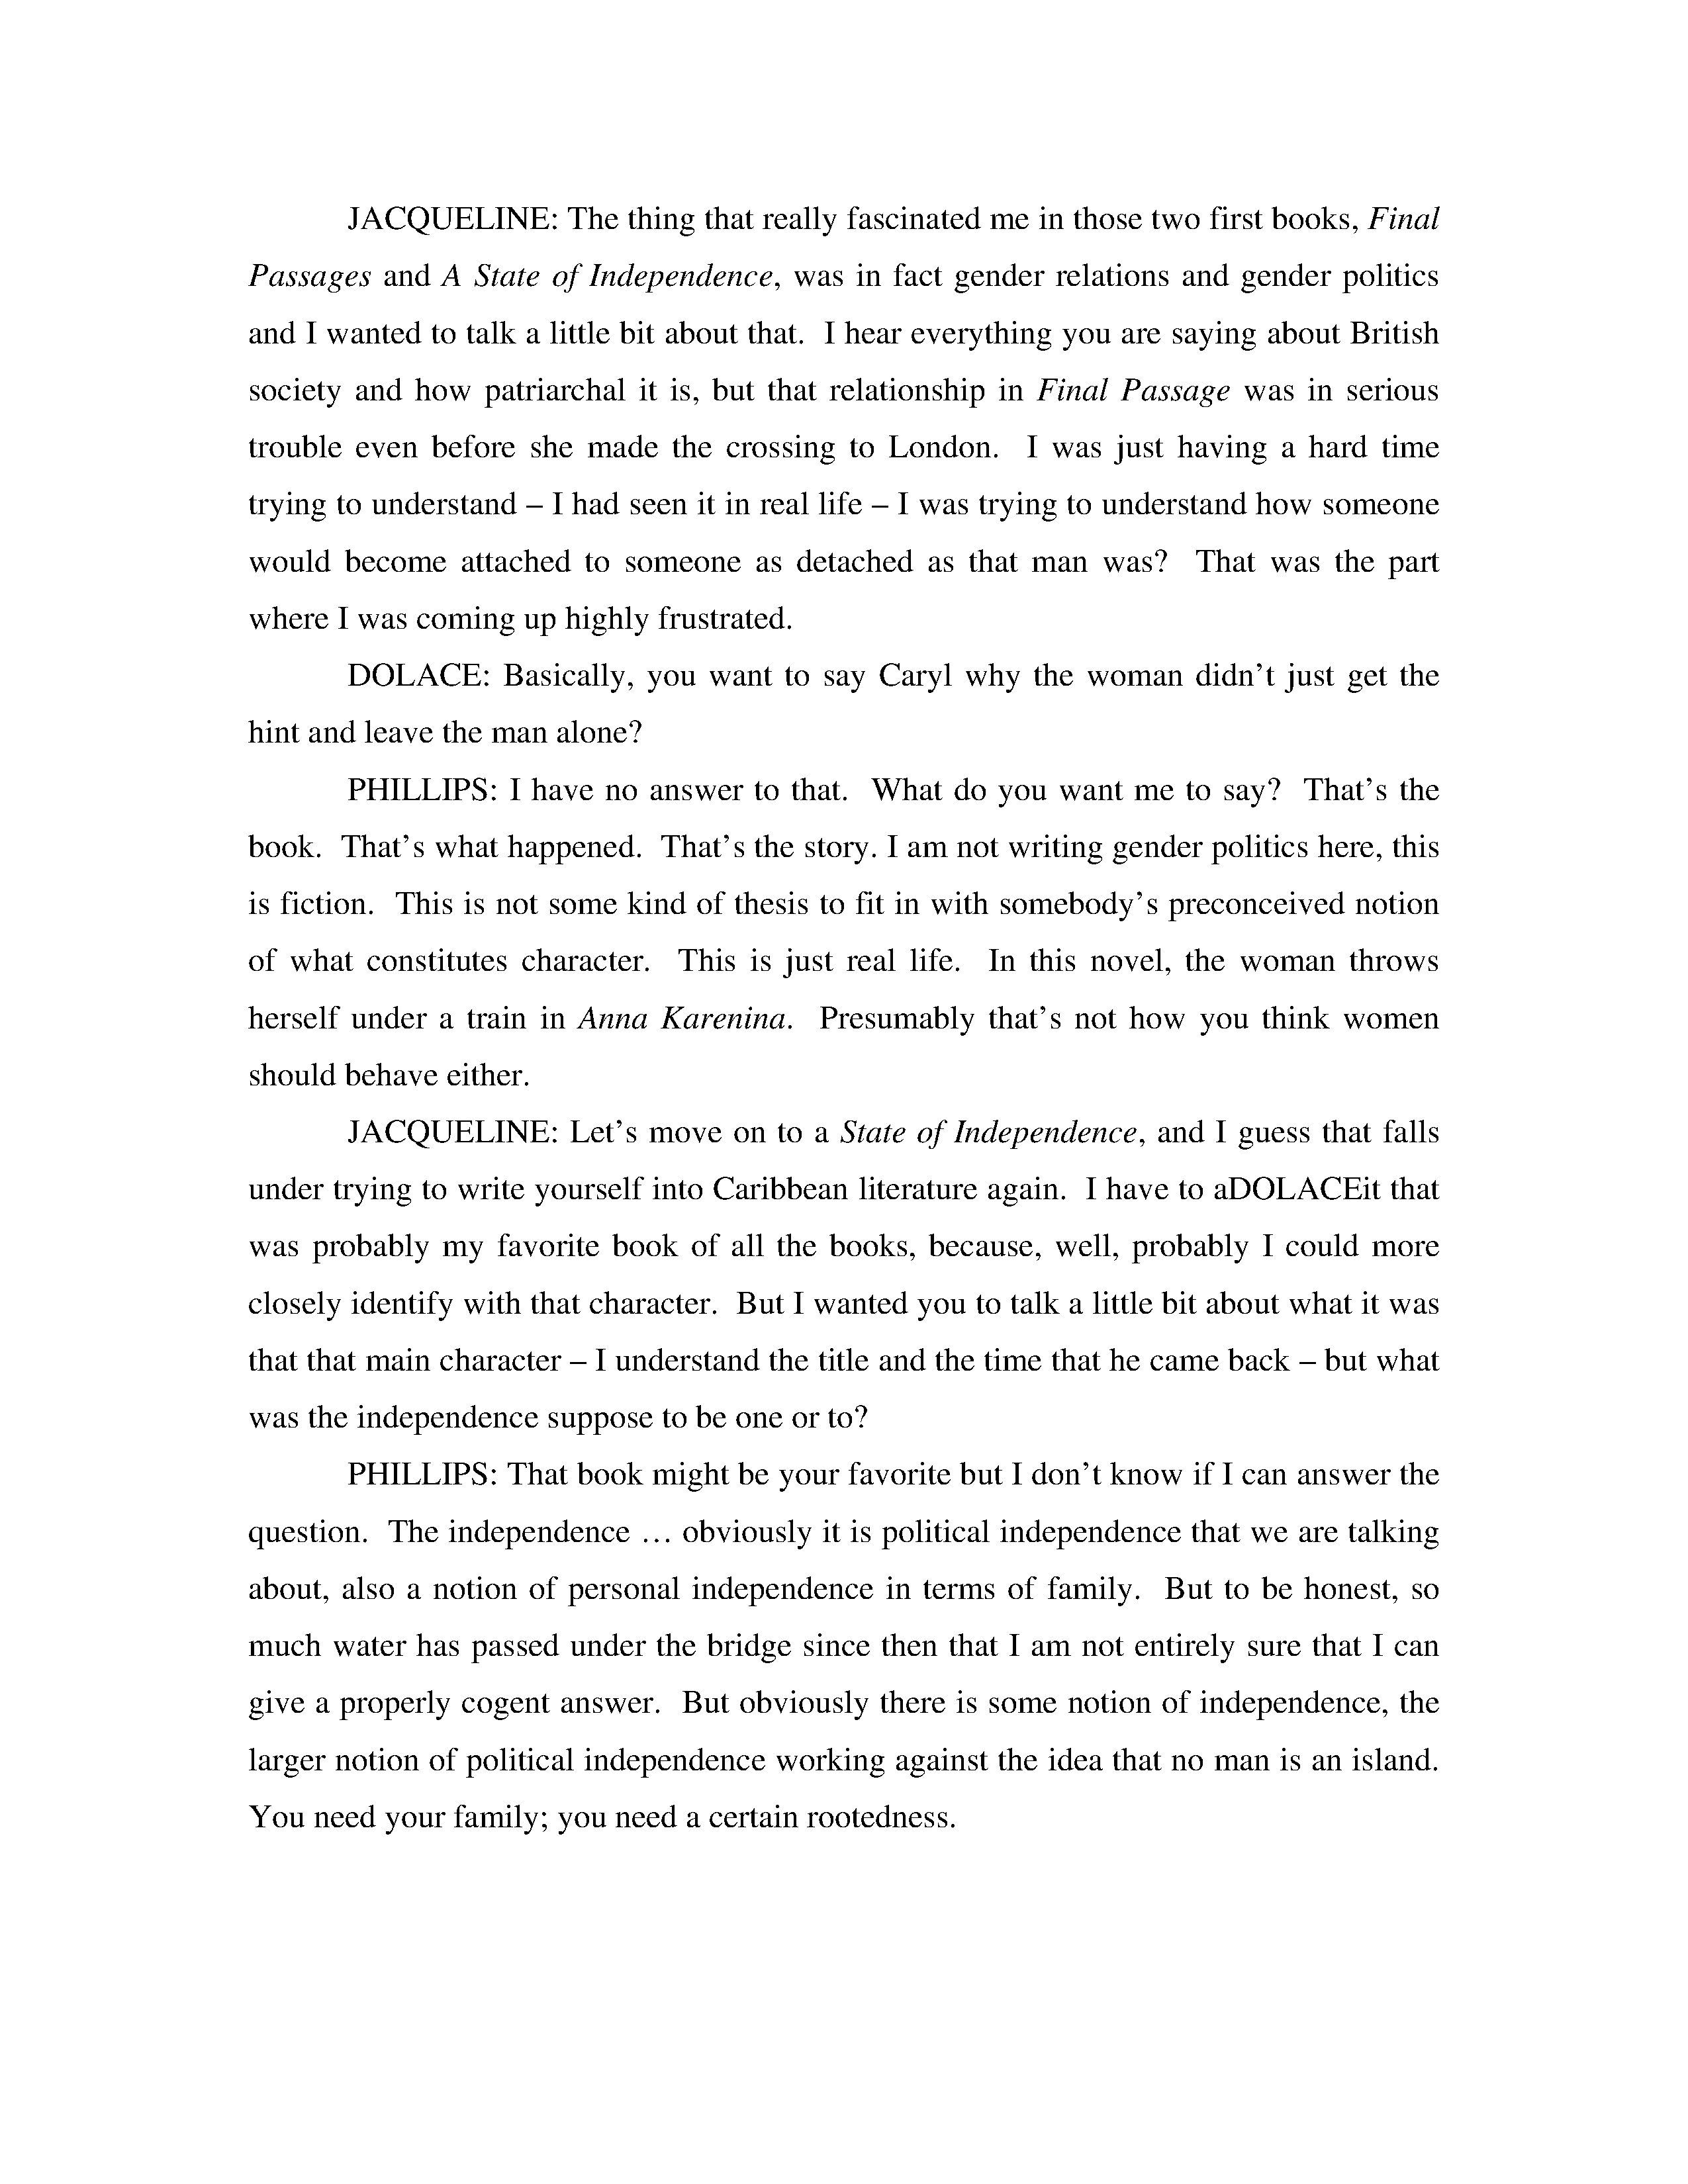 JACQUELINE: The thing that really fascinated me in those two first books, Final
Passages and A State of Independence, was in fact gender relations and gender politics
and I wanted to talk a little bit about that.  I hear everything you are saying about British
society and how patriarchal it is, but that relationship in Final Passage was in serious
trouble even before she made the crossing to London.  I was just having a hard time
trying to understand – I had seen it in real life – I was trying to understand how someone
would become attached to someone as detached as that man was?  That was the part
where I was coming up highly frustrated.
DOLACE: Basically, you want to say Caryl why the woman didn’t just get the
hint and leave the man alone?
PHILLIPS: I have no answer to that.  What do you want me to say?  That’s the
book.  That’s what happened.  That’s the story. I am not writing gender politics here, this
is fiction.  This is not some kind of thesis to fit in with somebody’s preconceived notion
of what constitutes character.  This is just real life.  In this novel, the woman throws
herself under a train in Anna Karenina.  Presumably that’s not how you think women
should behave either.
JACQUELINE: Let’s move on to a State of Independence, and I guess that falls
under trying to write yourself into Caribbean literature again.  I have to aDOLACEit that
was probably my favorite book of all the books, because, well, probably I could more
closely identify with that character.  But I wanted you to talk a little bit about what it was
that that main character – I understand the title and the time that he came back – but what
was the independence suppose to be one or to?
PHILLIPS: That book might be your favorite but I don’t know if I can answer the
question.  The independence … obviously it is political independence that we are talking
about, also a notion of personal independence in terms of family.  But to be honest, so
much water has passed under the bridge since then that I am not entirely sure that I can
give a properly cogent answer.  But obviously there is some notion of independence, the
larger notion of political independence working against the idea that no man is an island.
You need your family; you need a certain rootedness.